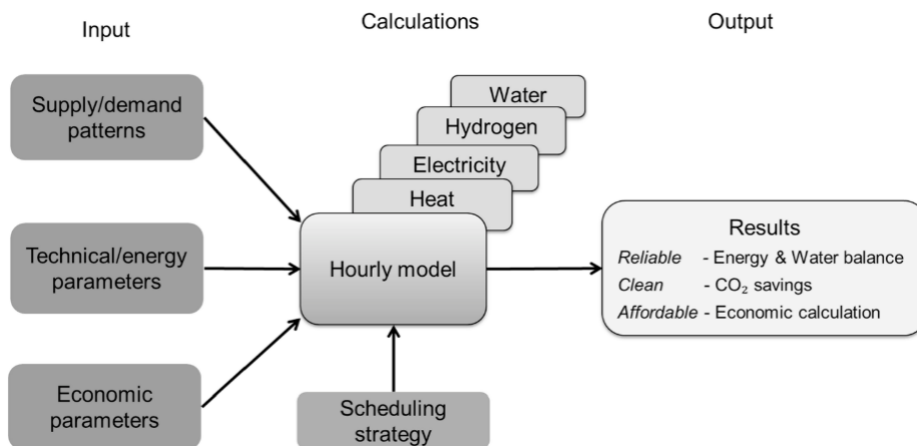 Input
Calculations
Output
Supply/demand
patterns
Technical/energy
parameters
Economic
parameters
Water
Hydrogen
Electricity
Heat
Hourly model
Scheduling
strategy
Results
Reliable - Energy & Water balance
Clean - CO₂ savings
Affordable - Economic calculation